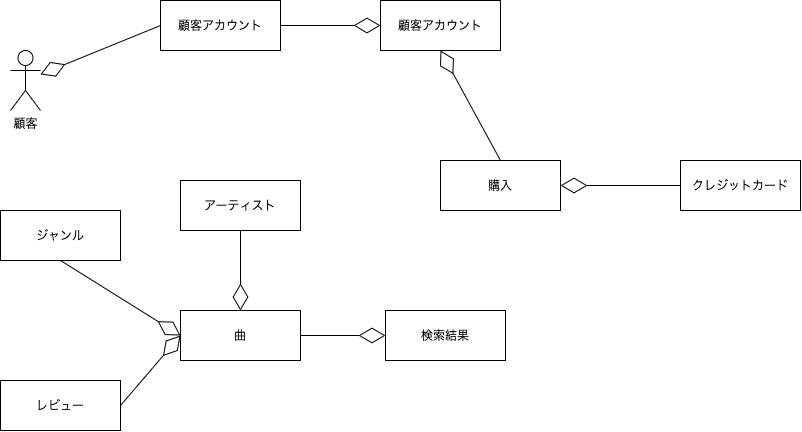 顧客アカウント
顧客アカウント
顧客
購入
クレジットカード
アーティスト
ジャンル
曲
検索結果
レビュー